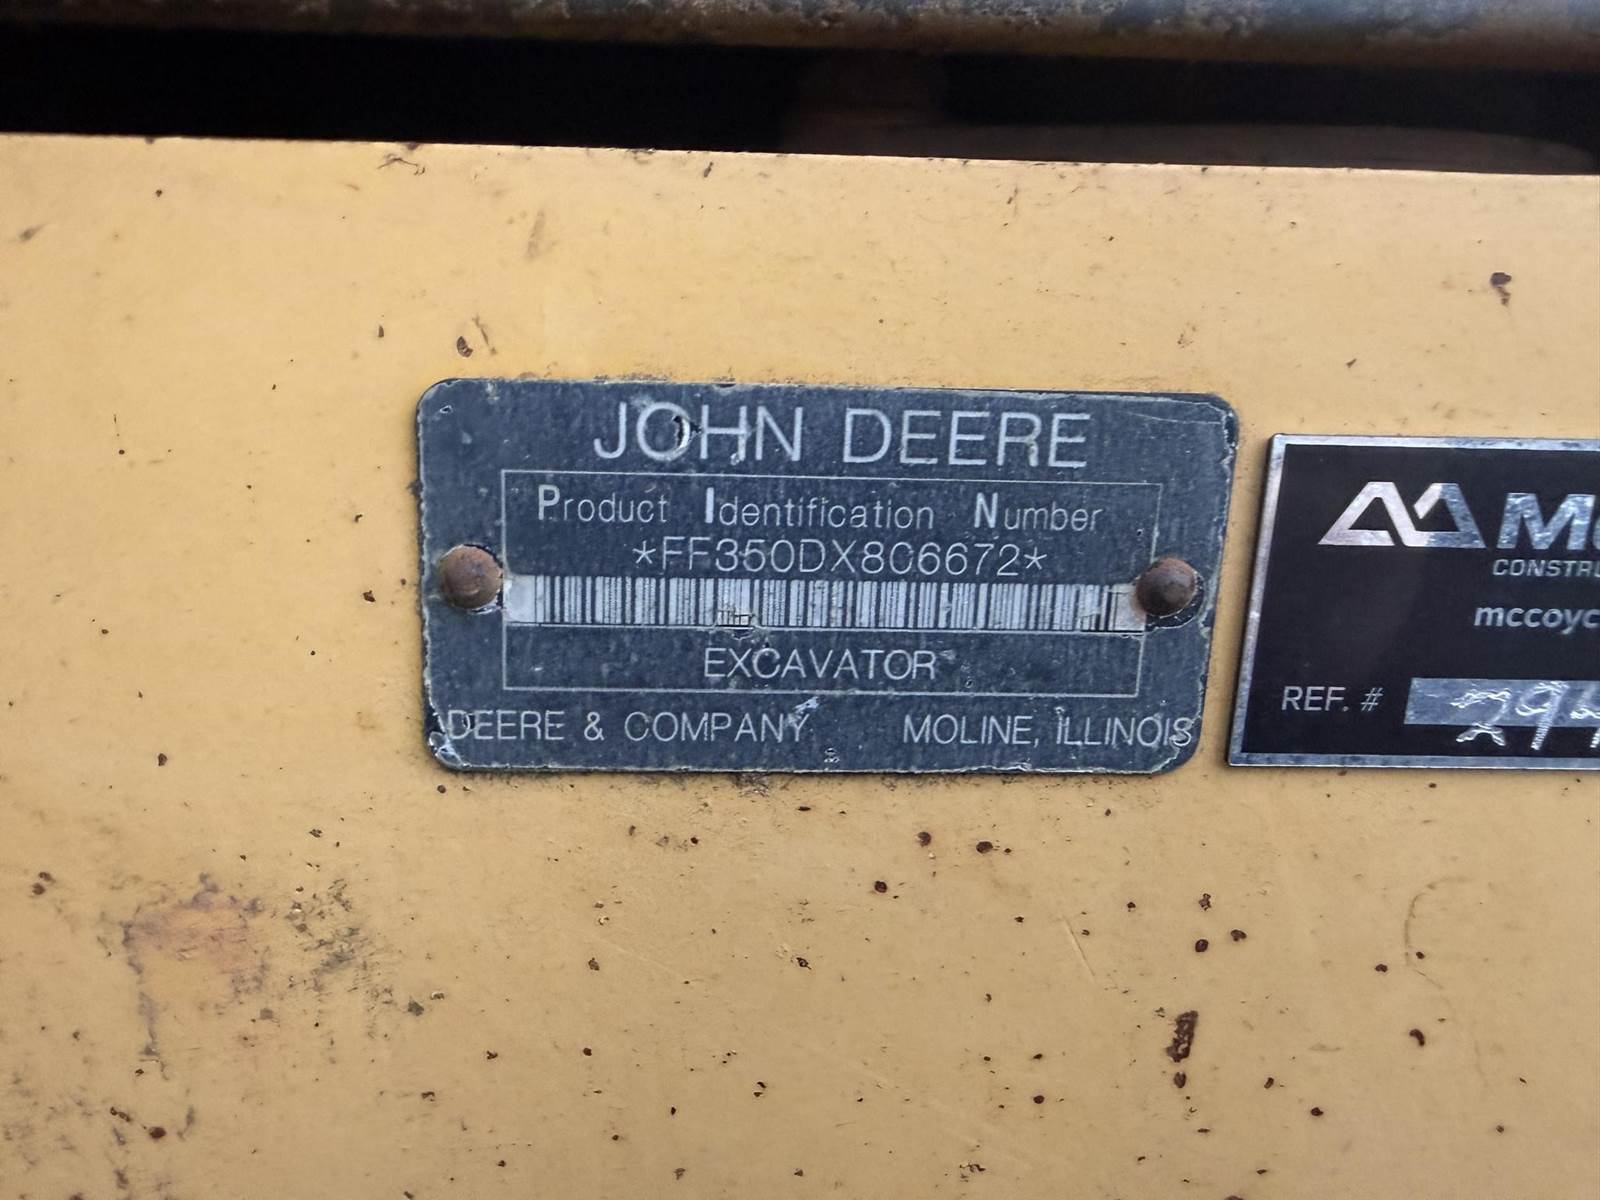 JOHN DEERE
Product Identification Number
*FF350DX806672*
EXCAVATOR
DEERE & COMPANY MOLINE, ILLINOIS
CONSTRU
mccoyc
REF. #